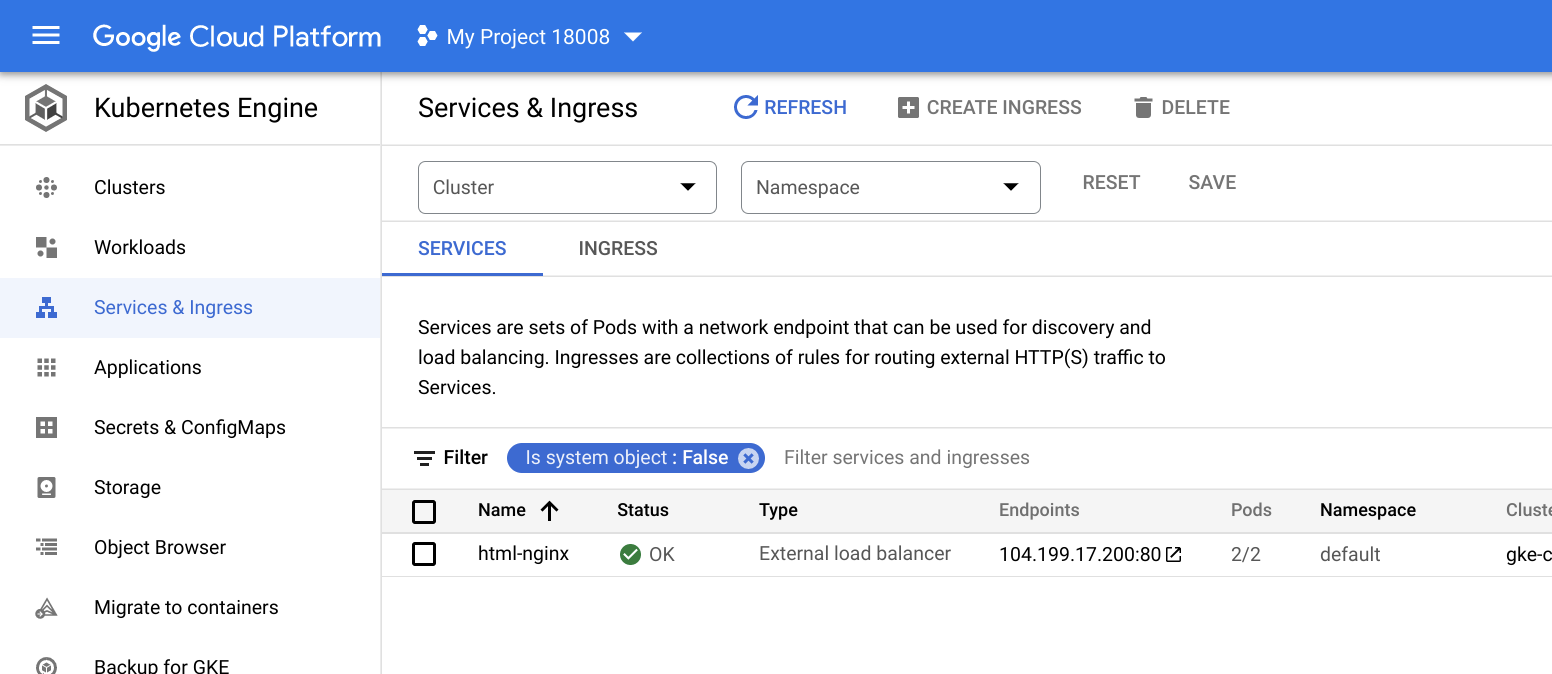 Google Cloud Platform
My Project 18008
Kubernetes Engine
Services & Ingress
REFRESH
CREATE INGRESS
DELETE
Clusters
Workloads
Services & Ingress
Applications
Secrets & ConfigMaps
Storage
Object Browser
Migrate to containers
Backup for GKE
Cluster
Namespace
RESET
SAVE
SERVICES
INGRESS
Services are sets of Pods with a network endpoint that can be used for discovery and
load balancing. Ingresses are collections of rules for routing external HTTP(S) traffic to
Services.
Filter
Is system object : False
Filter services and ingresses
Name Status Type Endpoints Pods Namespace
html-nginx OK External load balancer 104.199.17.200:80 2/2 default